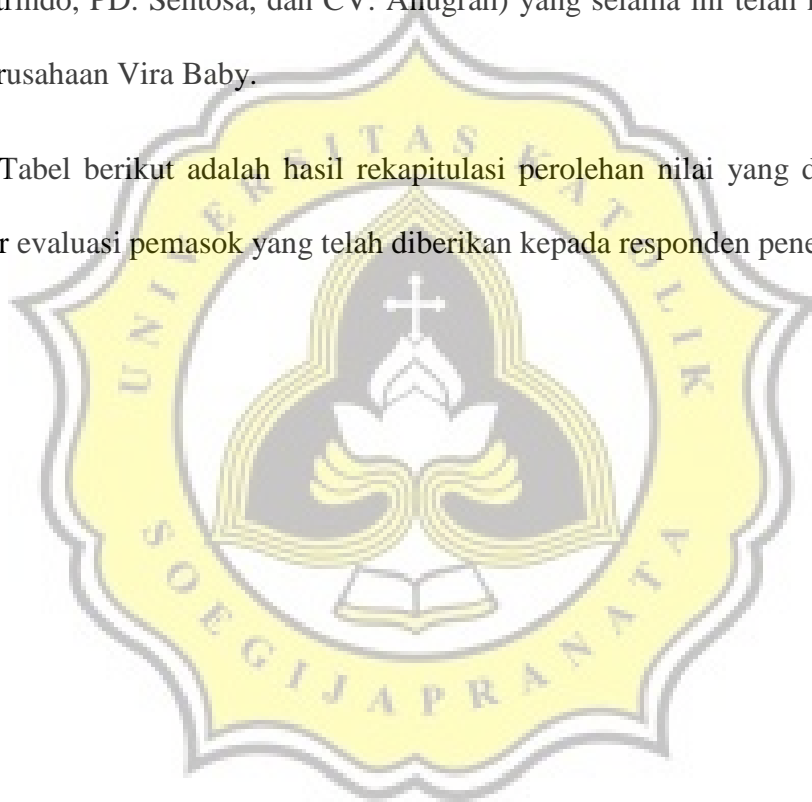 trindo, PD. Sentosa, dan CV. Anugrah) yang selama ini telah
rusahaan Vira Baby.
Tabel berikut adalah hasil rekapitulasi perolehan nilai yang d
r evaluasi pemasok yang telah diberikan kepada responden pene
UNIVERSITAS KATOLIK
SOEGIJAPRANATA